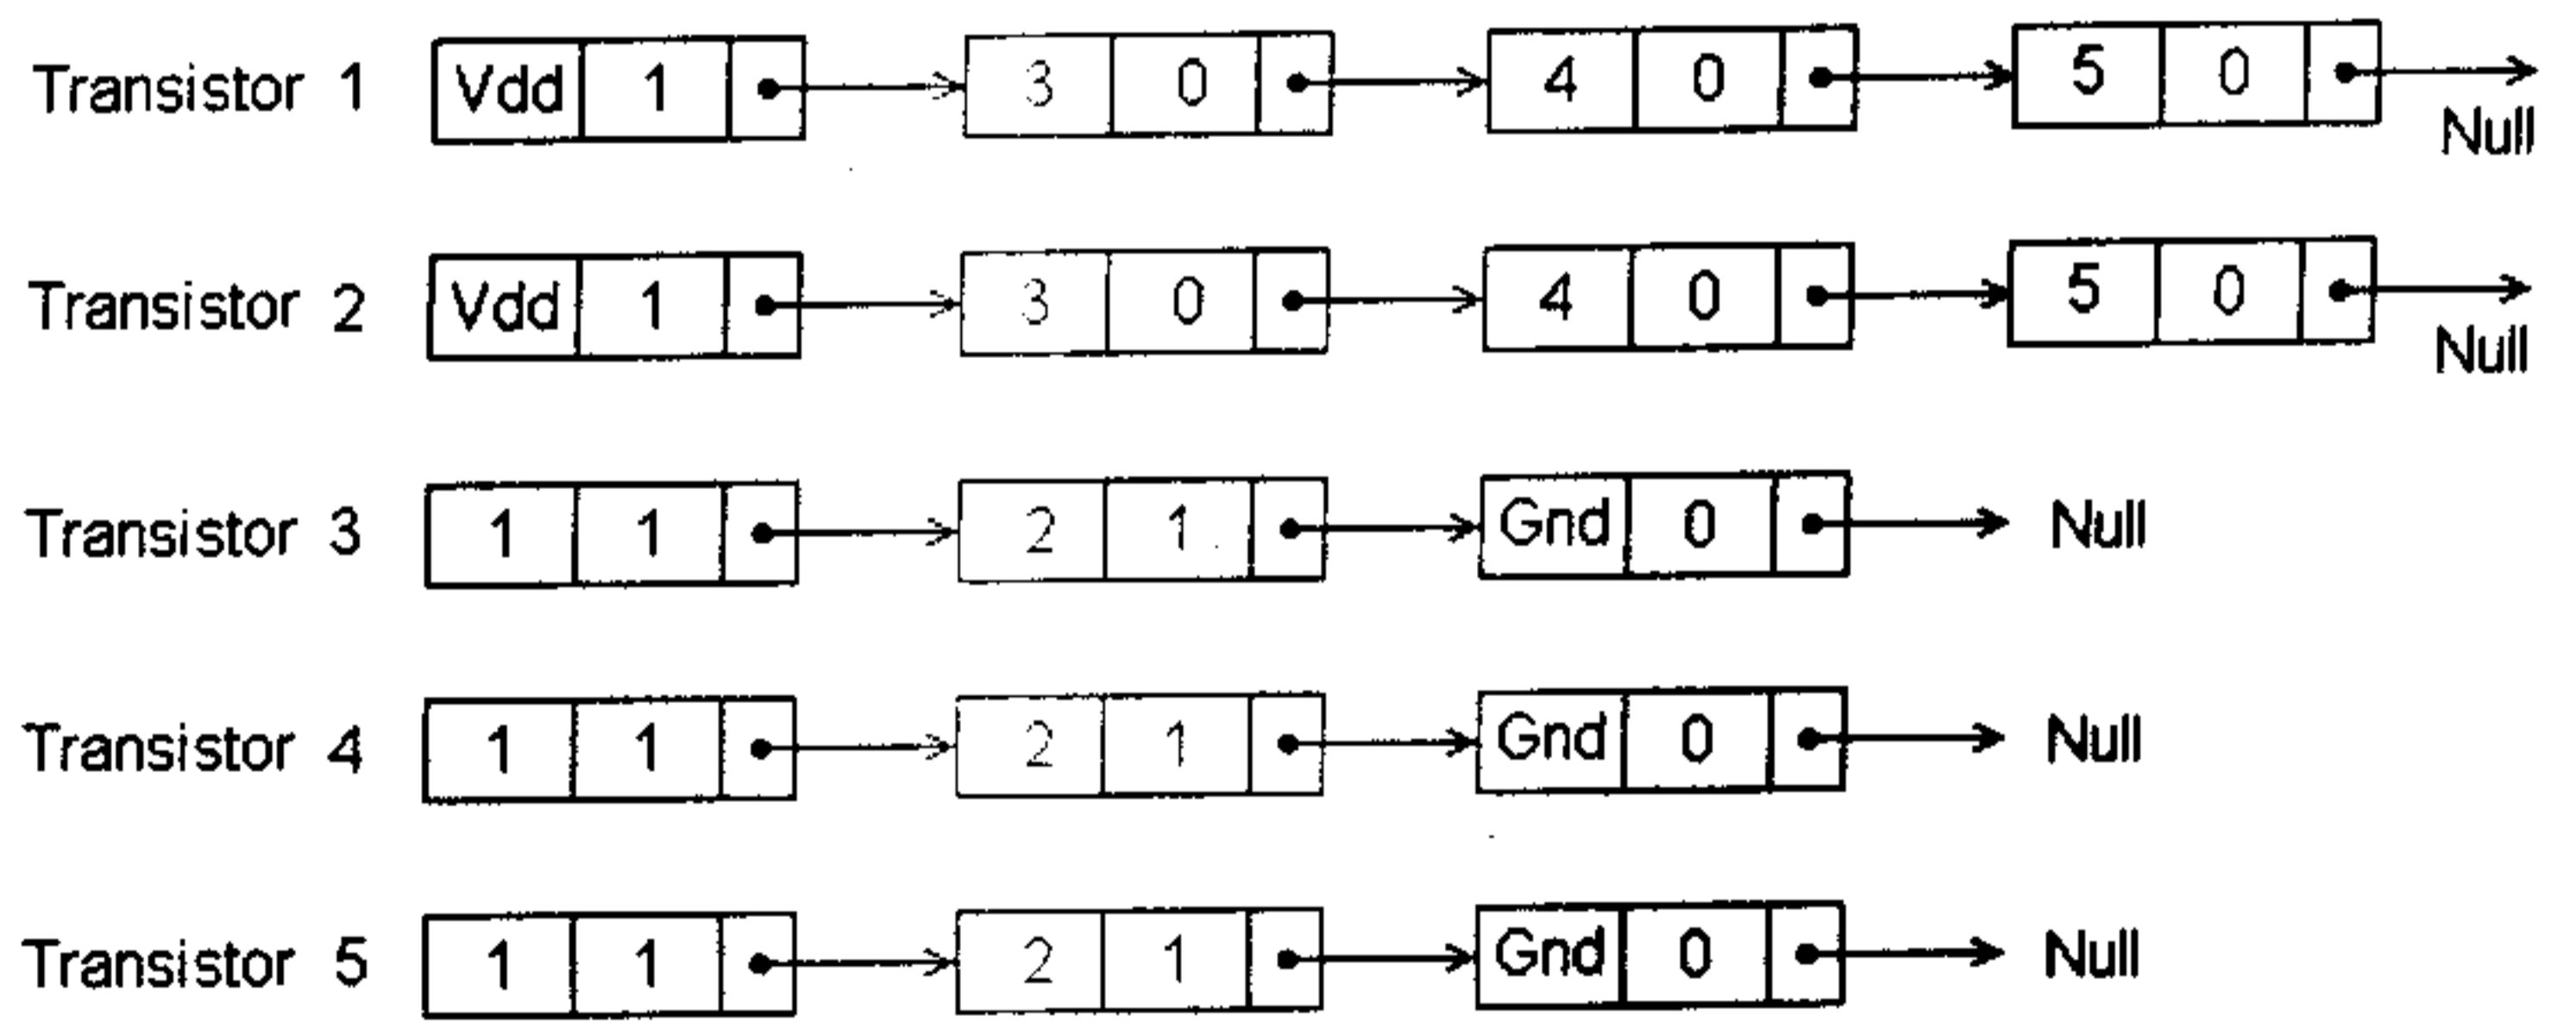 Transistor 1 Vdd 1 3 0 4 0 5 0 Null
Transistor 2 Vdd 1 3 0 4 0 5 0 Null
Transistor 3 1 1 2 1 Gnd 0 Null
Transistor 4 1 1 2 1 Gnd 0 Null
Transistor 5 1 1 2 1 Gnd 0 Null